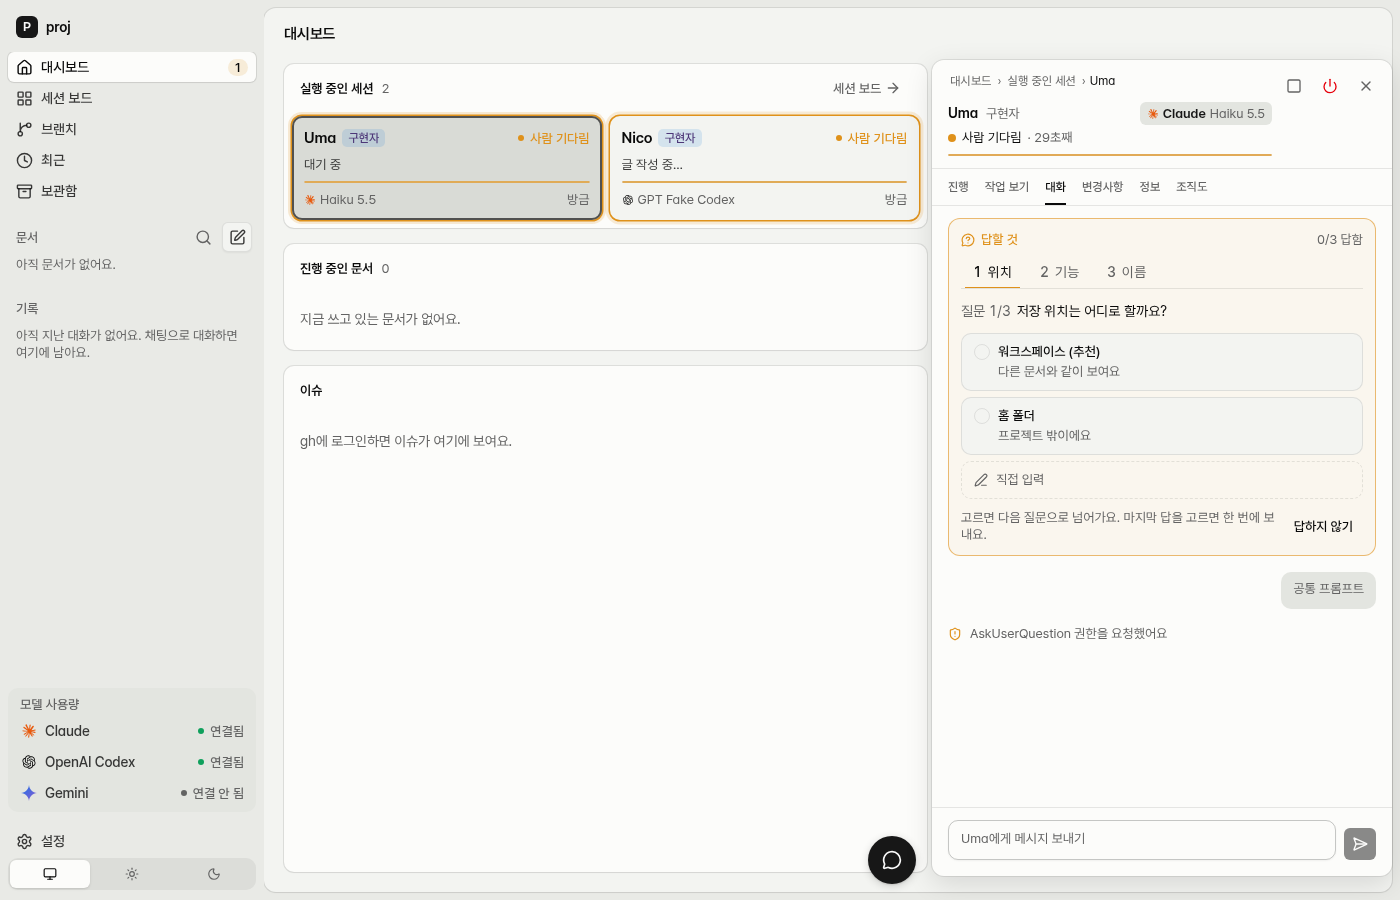 P proj
대시보드 1
세션 보드
브랜치
최근
보관함
문서
아직 문서가 없어요.
기록
아직 지난 대화가 없어요. 채팅으로 대화하면
여기에 남아요.
모델 사용량
Claude 연결됨
OpenAI Codex 연결됨
Gemini 연결 안 됨
설정
대시보드
실행 중인 세션 2 세션 보드
Uma 구현자 사람 기다림
대기 중
Haiku 5.5 방금
Nico 구현자 사람 기다림
글 작성 중...
GPT Fake Codex 방금
진행 중인 문서 0
지금 쓰고 있는 문서가 없어요.
이슈
gh에 로그인하면 이슈가 여기에 보여요.
대시보드 › 실행 중인 세션 › Uma
Uma 구현자 Claude Haiku 5.5
사람 기다림 · 29초째
진행 작업 보기 대화 변경사항 정보 조직도
답할 것 0/3 답함
1 위치 2 기능 3 이름
질문 1/3 저장 위치는 어디로 할까요?
워크스페이스 (추천)
다른 문서와 같이 보여요
홈 폴더
프로젝트 밖이에요
직접 입력
고르면 다음 질문으로 넘어가요. 마지막 답을 고르면 한 번에 보
내요.
답하지 않기
공통 프롬프트
AskUserQuestion 권한을 요청했어요
Uma에게 메시지 보내기